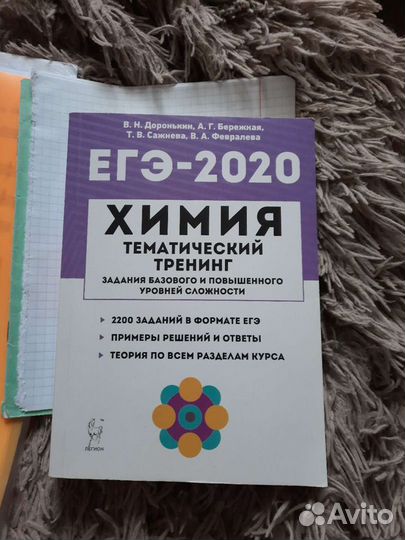 В. Н. Доронькин, А. Г. Бережная,
Т. В. Сажнева, В. А. Февралева
ЕГЭ-2020
ХИМИЯ
ТЕМАТИЧЕСКИЙ
ТРЕНИНГ
ЗАДАНИЯ БАЗОВОГО И ПОВЫШЕННОГО
УРОВНЕЙ СЛОЖНОСТИ
2200 ЗАДАНИЙ В ФОРМАТЕ ЕГЭ
ПРИМЕРЫ РЕШЕНИЙ И ОТВЕТЫ
ТЕОРИЯ ПО ВСЕМ РАЗДЕЛАМ КУРСА
ЛЕГИОН
Avito